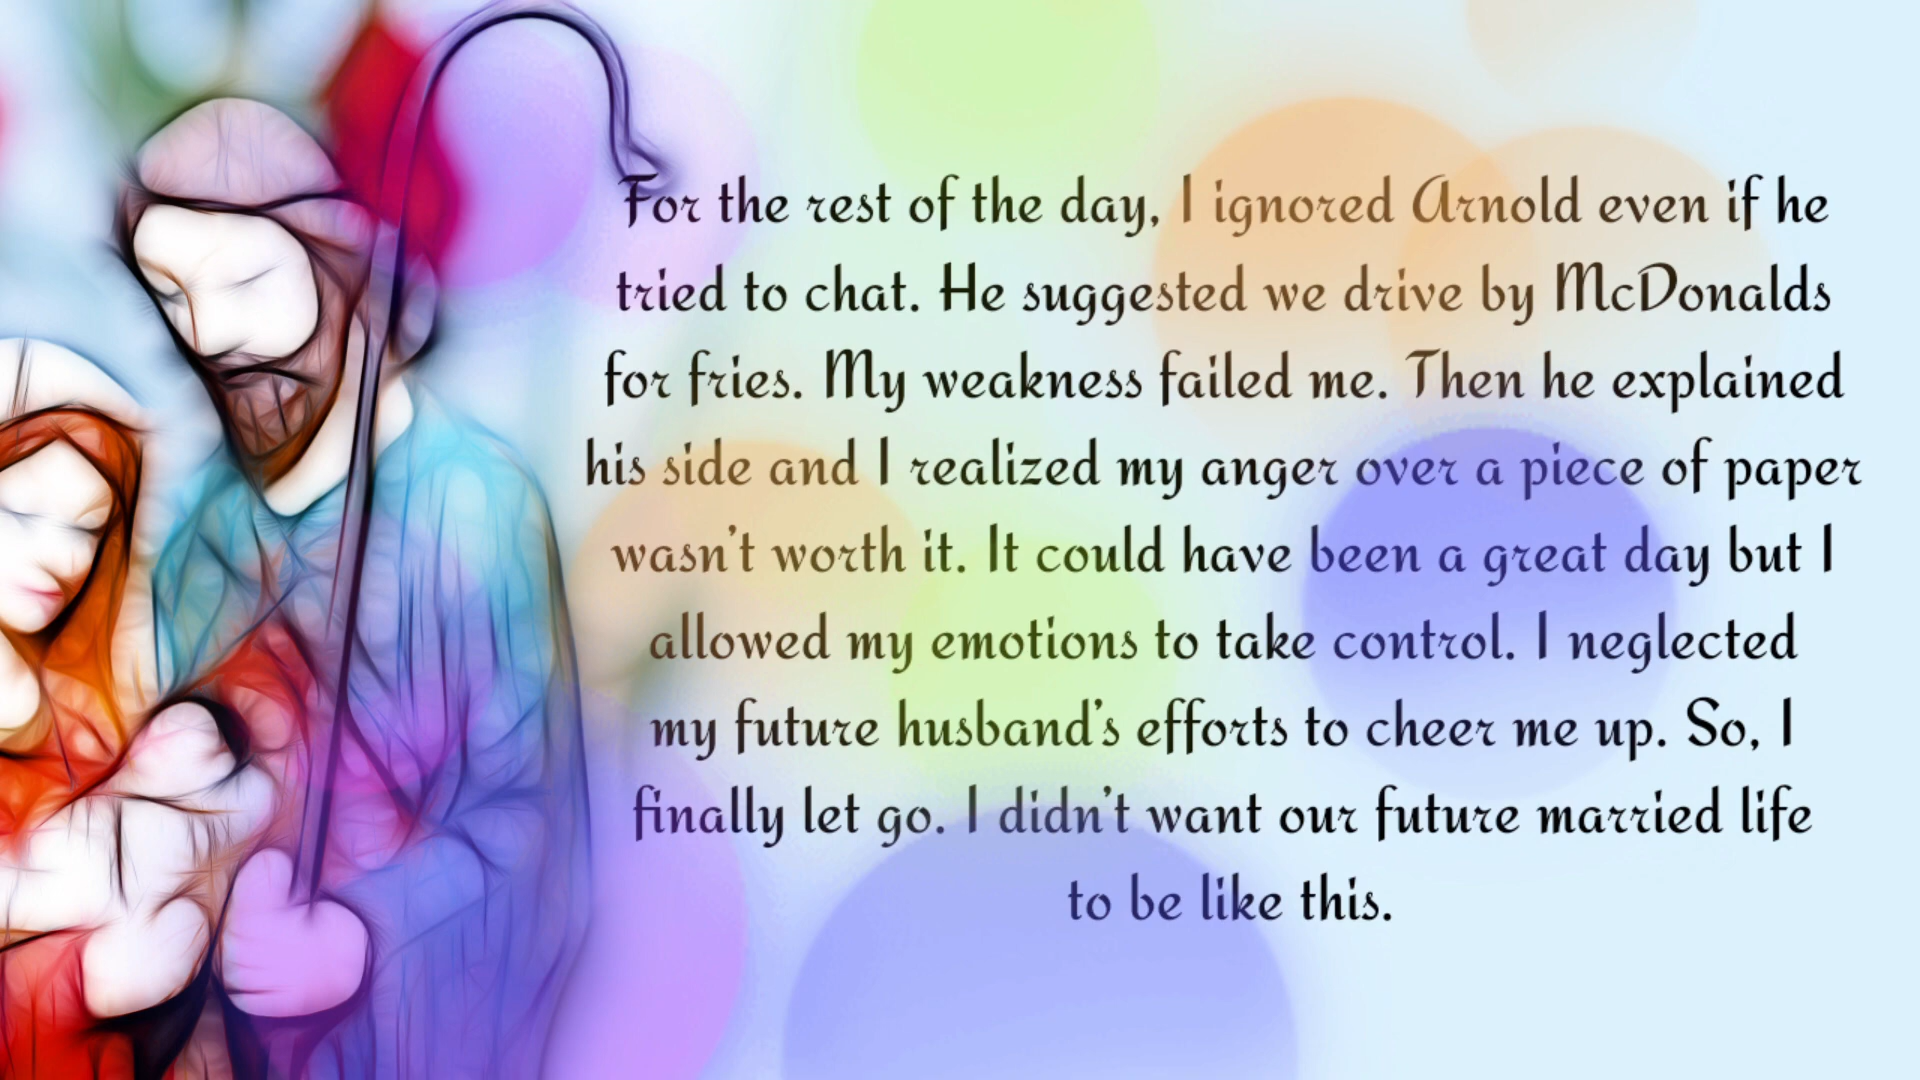 For the rest of the day, I ignored Arnold even if he
tried to chat. He suggested we drive by McDonalds
for fries. My weakness failed me. Then he explained
his side and I realized my anger over a piece of paper
wasn't worth it. It could have been a great day but I
allowed my emotions to take control. I neglected
my future husband's efforts to cheer me up. So, I
finally let go. I didn't want our future married life
to be like this.